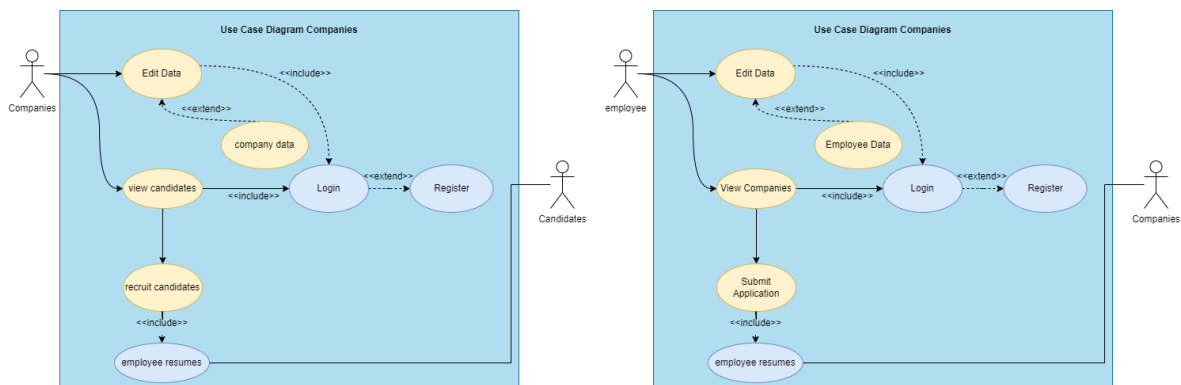 Use Case Diagram Companies
Edit Data
<<include>>
Companies
<<extend>>
company data
view candidates
<<include>>
Login
<<extend>>
Register
Candidates
recruit candidates
<<include>>
employee resumes
Use Case Diagram Companies
Edit Data
<<include>>
employee
<<extend>>
Employee Data
View Companies
<<include>>
Login
<<extend>>
Register
Companies
Submit
Application
<<include>>
employee resumes